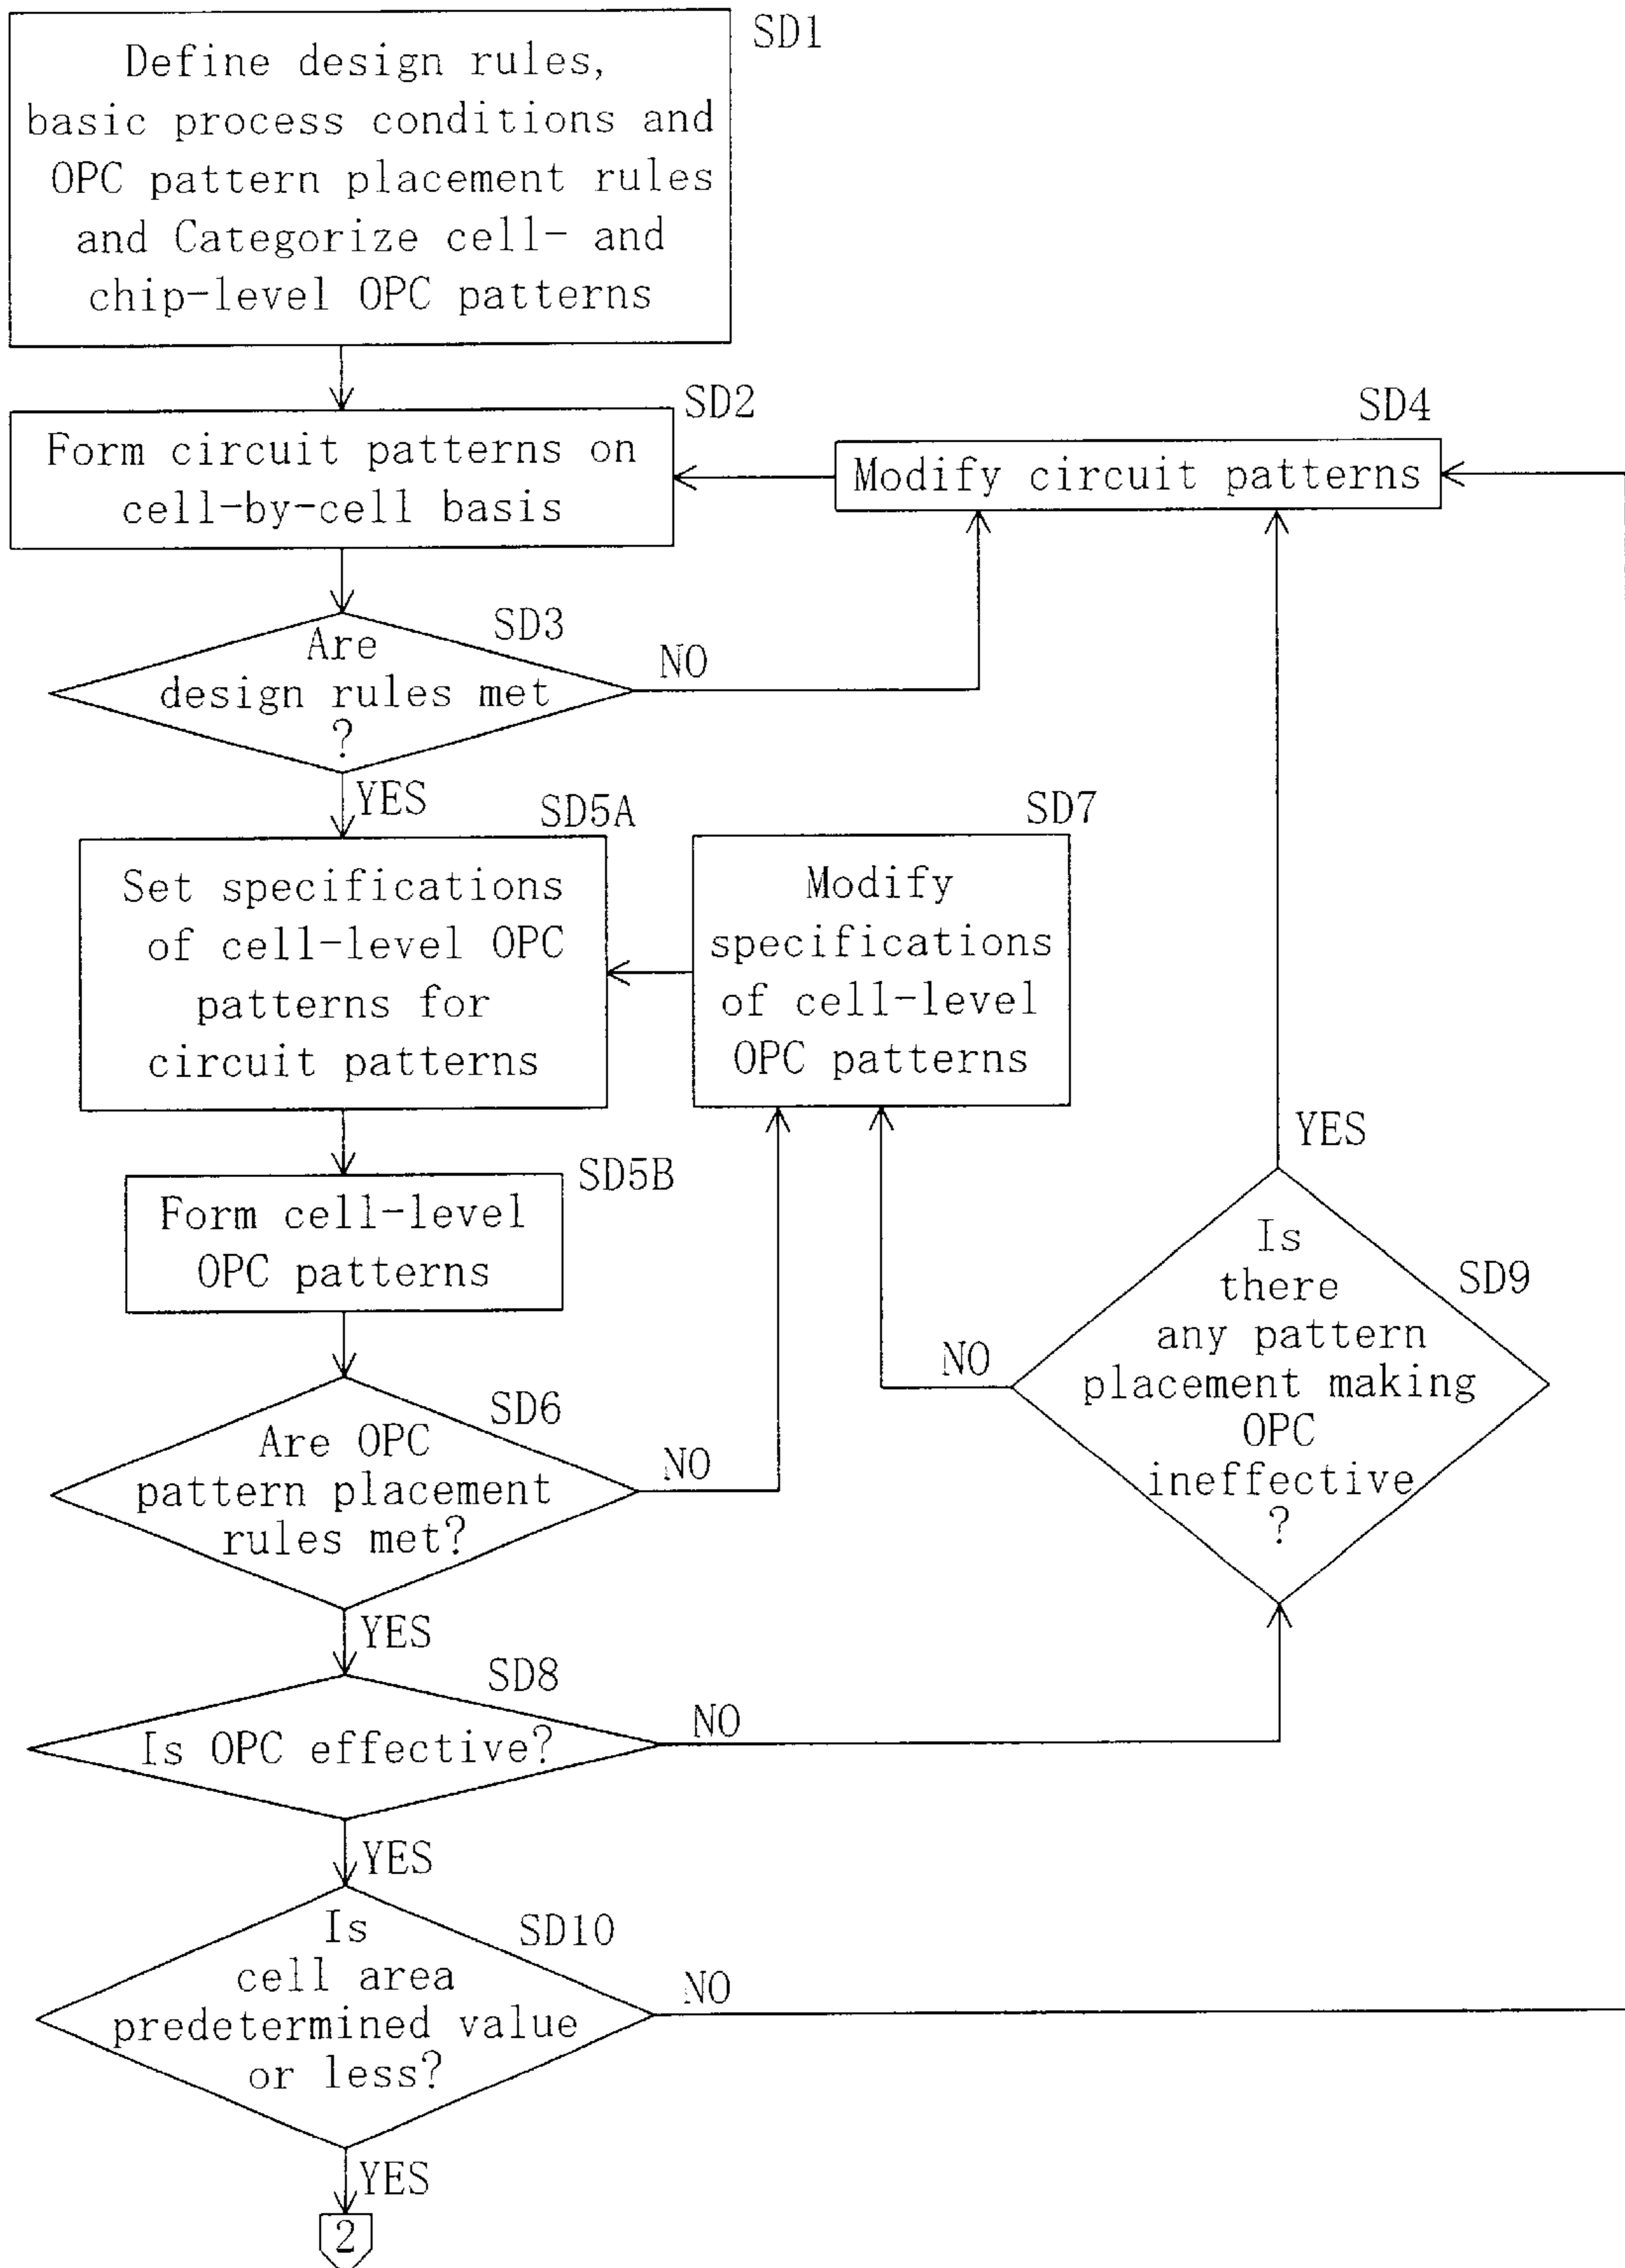 SD1
Define design rules,
basic process conditions and
OPC pattern placement rules
and Categorize cell- and
chip-level OPC patterns
SD2
Form circuit patterns on
cell-by-cell basis
SD4
Modify circuit patterns
SD3
Are
design rules met
?
NO
YES
SD5A
Set specifications
of cell-level OPC
patterns for
circuit patterns
SD7
Modify
specifications
of cell-level
OPC patterns
YES
SD5B
Form cell-level
OPC patterns
SD9
Is
there
any pattern
placement making
OPC
ineffective
?
NO
SD6
Are OPC
pattern placement
rules met?
NO
YES
SD8
Is OPC effective?
NO
YES
SD10
Is
cell area
predetermined value
or less?
NO
YES
2